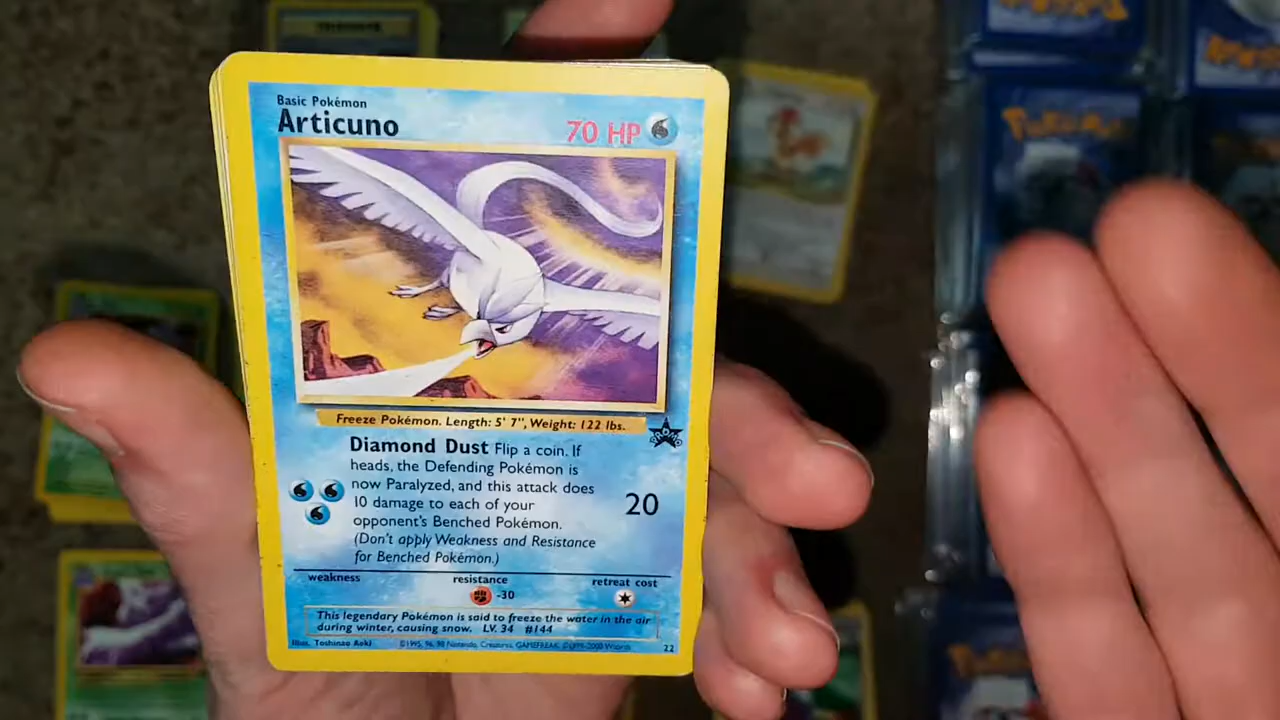 Basic Pokémon
Articuno
70 HP
Freeze Pokémon. Length: 5' 7", Weight: 122 lbs.
PROMO
Diamond Dust Flip a coin. If
heads, the Defending Pokémon is
now Paralyzed, and this attack does
10 damage to each of your
opponent's Benched Pokémon.
(Don't apply Weakness and Resistance
for Benched Pokémon.)
20
weakness resistance retreat cost
-30
This legendary Pokémon is said to freeze the water in the air
during winter, causing snow. LV. 34 #144
Illus. Toshinao Aoki ©1995, 96, 98 Nintendo, Creatures, GAMEFREAK. ©1999-2000 Wizards. 22
Pokémon